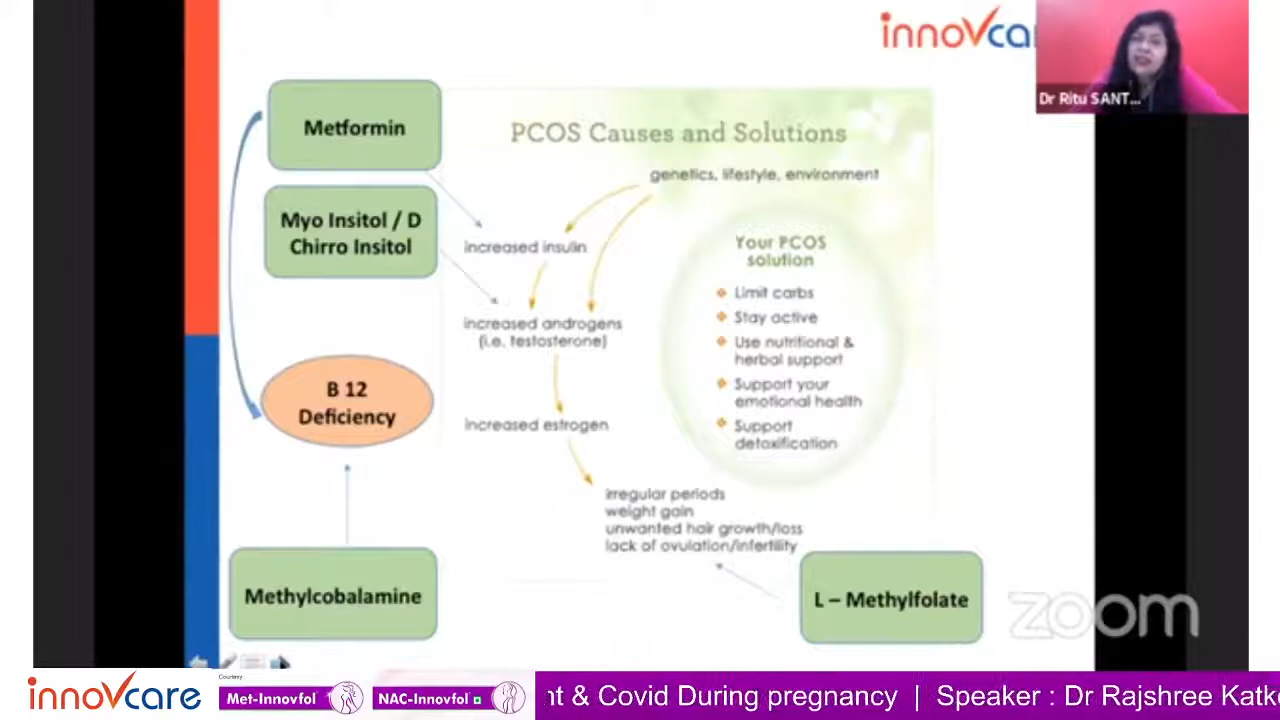 innovcar
Dr Ritu SANT...
Metformin
PCOS Causes and Solutions
genetics, lifestyle, environment
Myo Insitol / D
Chirro Insitol
increased insulin
Your PCOS
solution
Limit carbs
Stay active
Use nutritional &
herbal support
Support your
emotional health
Support
detoxification
increased androgens
(i.e. testosterone)
B 12
Deficiency
increased estrogen
irregular periods
weight gain
unwanted hair growth/loss
lack of ovulation/infertility
Methylcobalamine
L – Methylfolate
zoom
innovcare
Courtesy:
Met-Innovfol
NAC-Innovfol
nt & Covid During pregnancy | Speaker : Dr Rajshree Katk